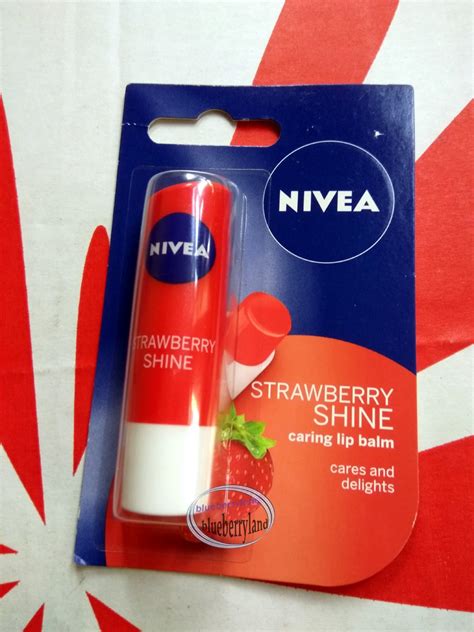 NIVEA
STRAWBERRY
SHINE
NIVEA
STRAWBERRY
SHINE
caring lip balm
cares and
delights
blueberryland